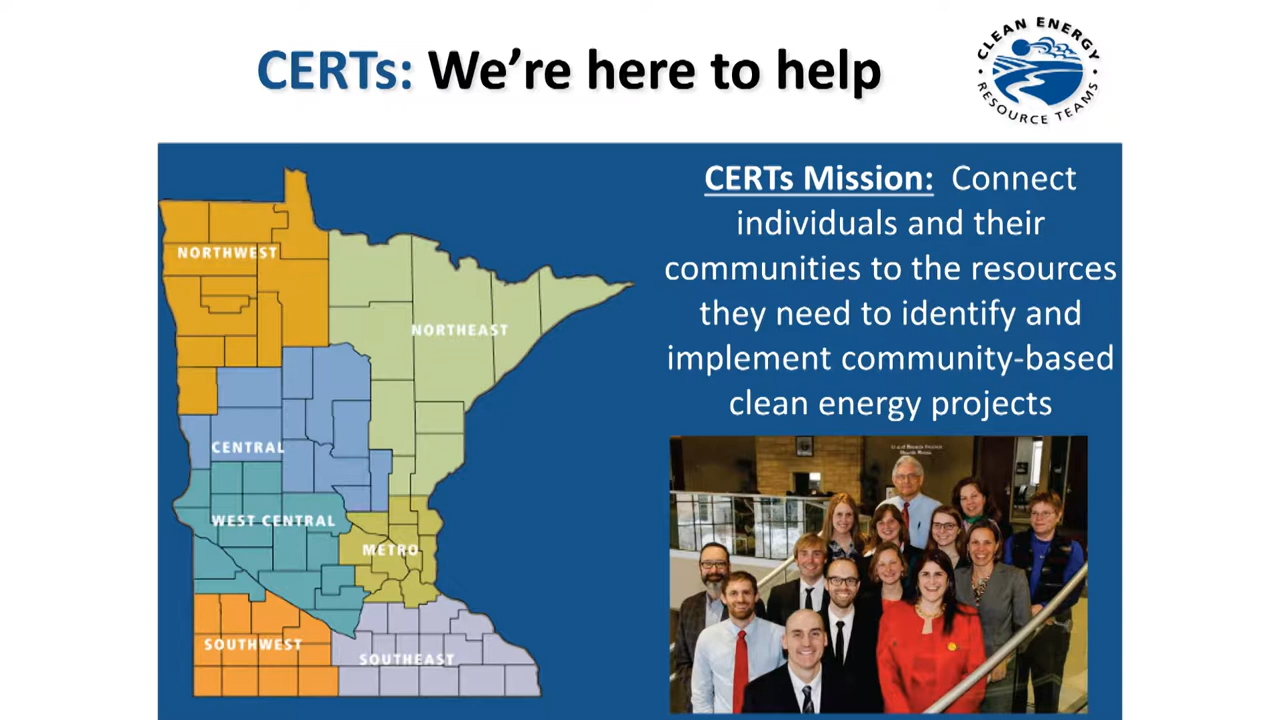 CERTs: We're here to help
CLEAN ENERGY
RESOURCE TEAMS
NORTHWEST
NORTHEAST
CENTRAL
WEST CENTRAL
METRO
SOUTHWEST
SOUTHEAST
CERTs Mission: Connect
individuals and their
communities to the resources
they need to identify and
implement community-based
clean energy projects